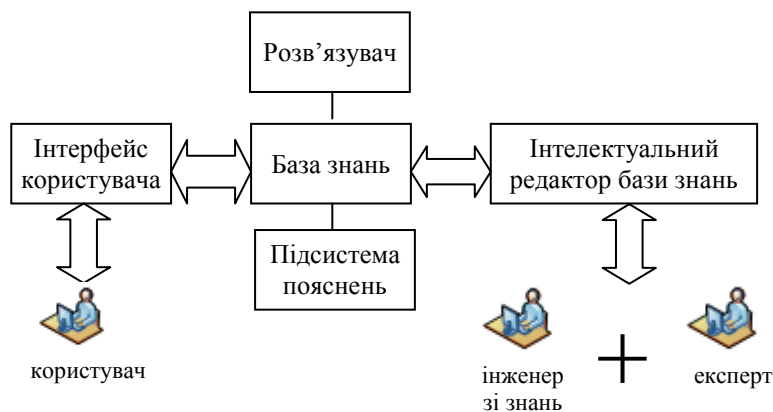 Розв’язувач
Інтерфейс
користувача
База знань
Інтелектуальний
редактор бази знань
Підсистема
пояснень
користувач
інженер
зі знань
експерт